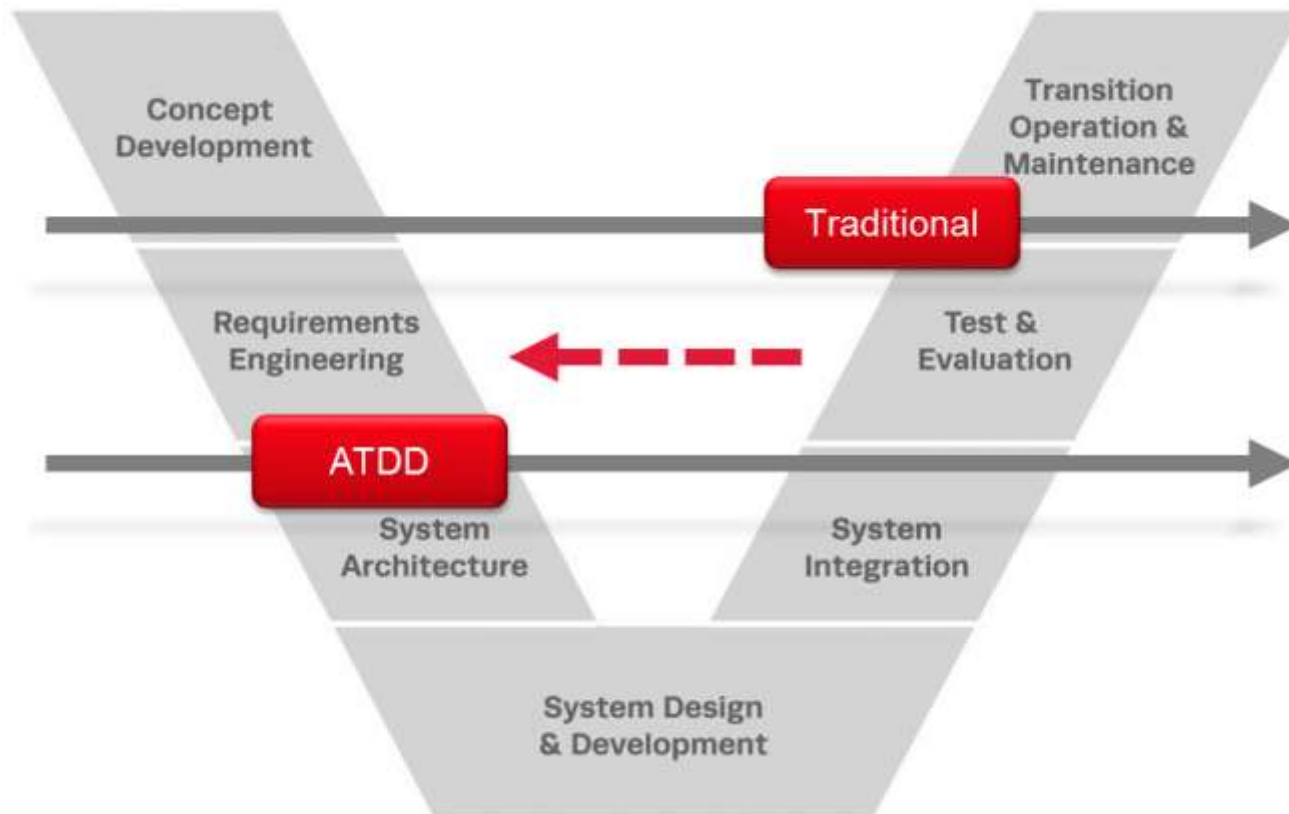 Concept
Development
Transition
Operation &
Maintenance
Traditional
Requirements
Engineering
Test &
Evaluation
ATDD
System
Architecture
System
Integration
System Design
& Development